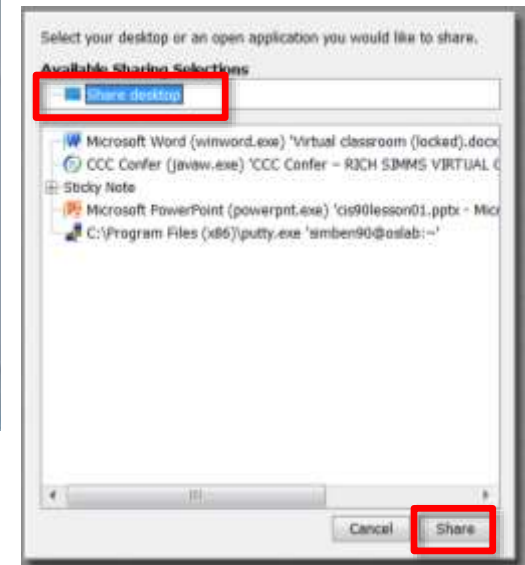 Select your desktop or an open application you would like to share.
Available Sharing Selections
Share desktop
Microsoft Word (winword.exe) 'Virtual classroom (locked).docx
CCC Confer (javaw.exe) 'CCC Confer – RICH SIMMS VIRTUAL C
Sticky Note
Microsoft PowerPoint (powerpnt.exe) 'cis90lesson01.pptx - Micr
C:\Program Files (x86)\putty.exe 'simben90@oslab:~'
Cancel
Share